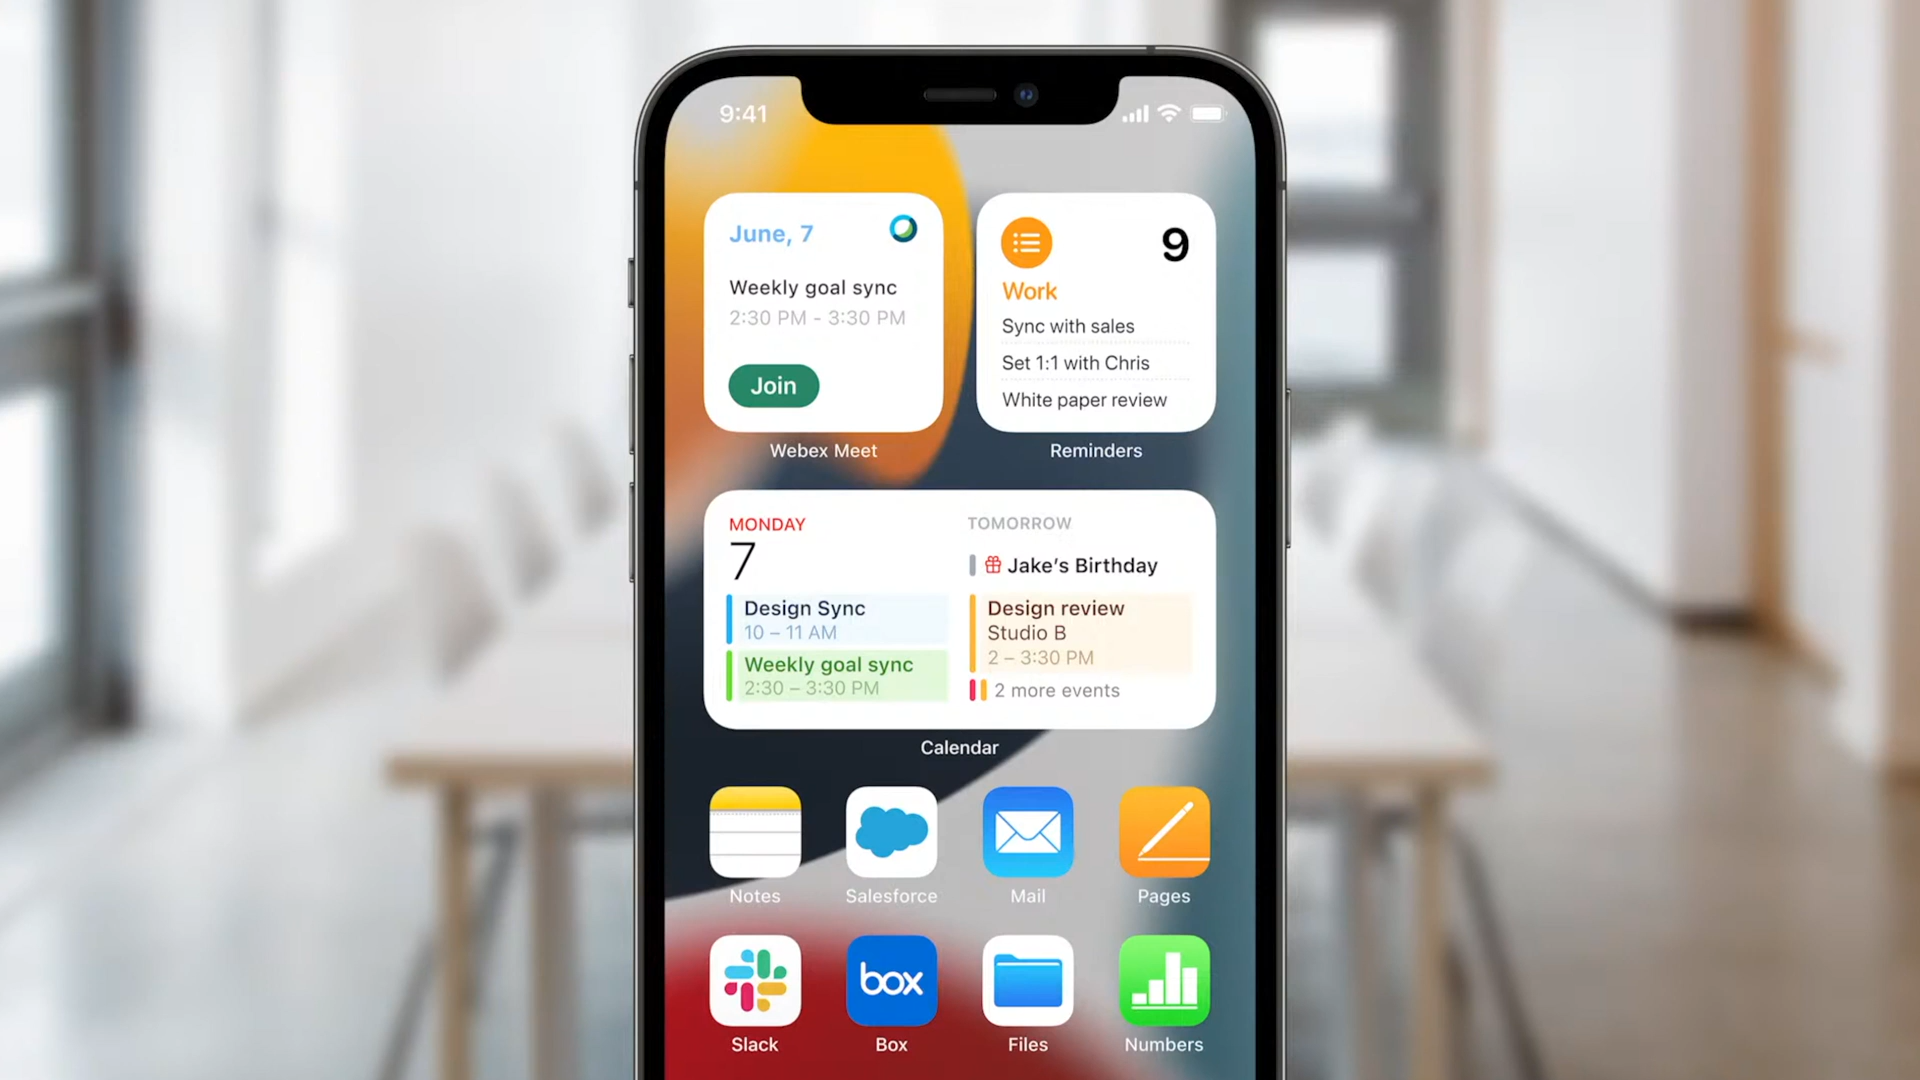 9:41
June, 7
Weekly goal sync
2:30 PM - 3:30 PM
Join
Webex Meet
9
Work
Sync with sales
Set 1:1 with Chris
White paper review
Reminders
MONDAY
7
Design Sync
10 – 11 AM
Weekly goal sync
2:30 – 3:30 PM
TOMORROW
Jake’s Birthday
Design review
Studio B
2 – 3:30 PM
2 more events
Calendar
Notes
Salesforce
Mail
Pages
box
Slack
Box
Files
Numbers